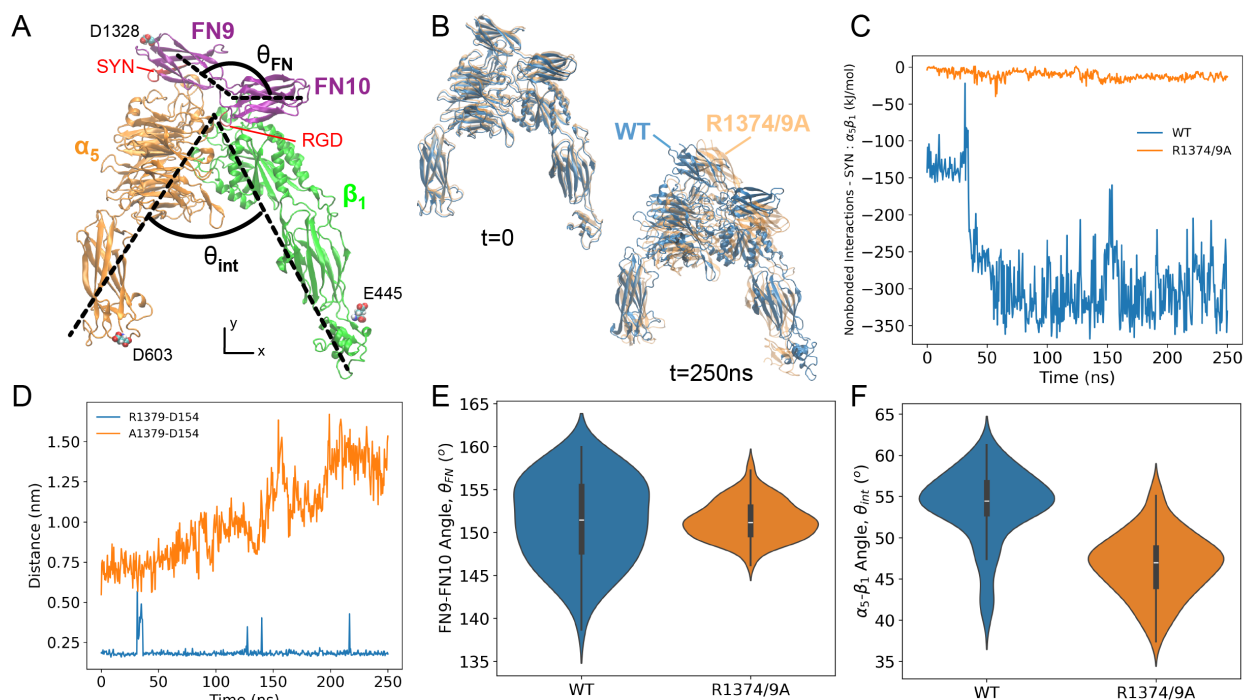 A
D1328
FN9
SYN
θFN
FN10
RGD
α5
β1
θint
E445
D603
y
x
B
WT
R1374/9A
t=0
t=250ns
C
Nonbonded Interactions - SYN : α5β1 (kJ/mol)
0
−50
−100
−150
−200
−250
−300
−350
WT
R1374/9A
0 50 100 150 200 250
Time (ns)
D
Distance (nm)
R1379-D154
A1379-D154
1.50
1.25
1.00
0.75
0.50
0.25
0 50 100 150 200 250
Time (ns)
E
FN9-FN10 Angle, θFN (°)
165
160
155
150
145
140
135
WT R1374/9A
F
α5-β1 Angle, θint (°)
65
60
55
50
45
40
35
WT R1374/9A